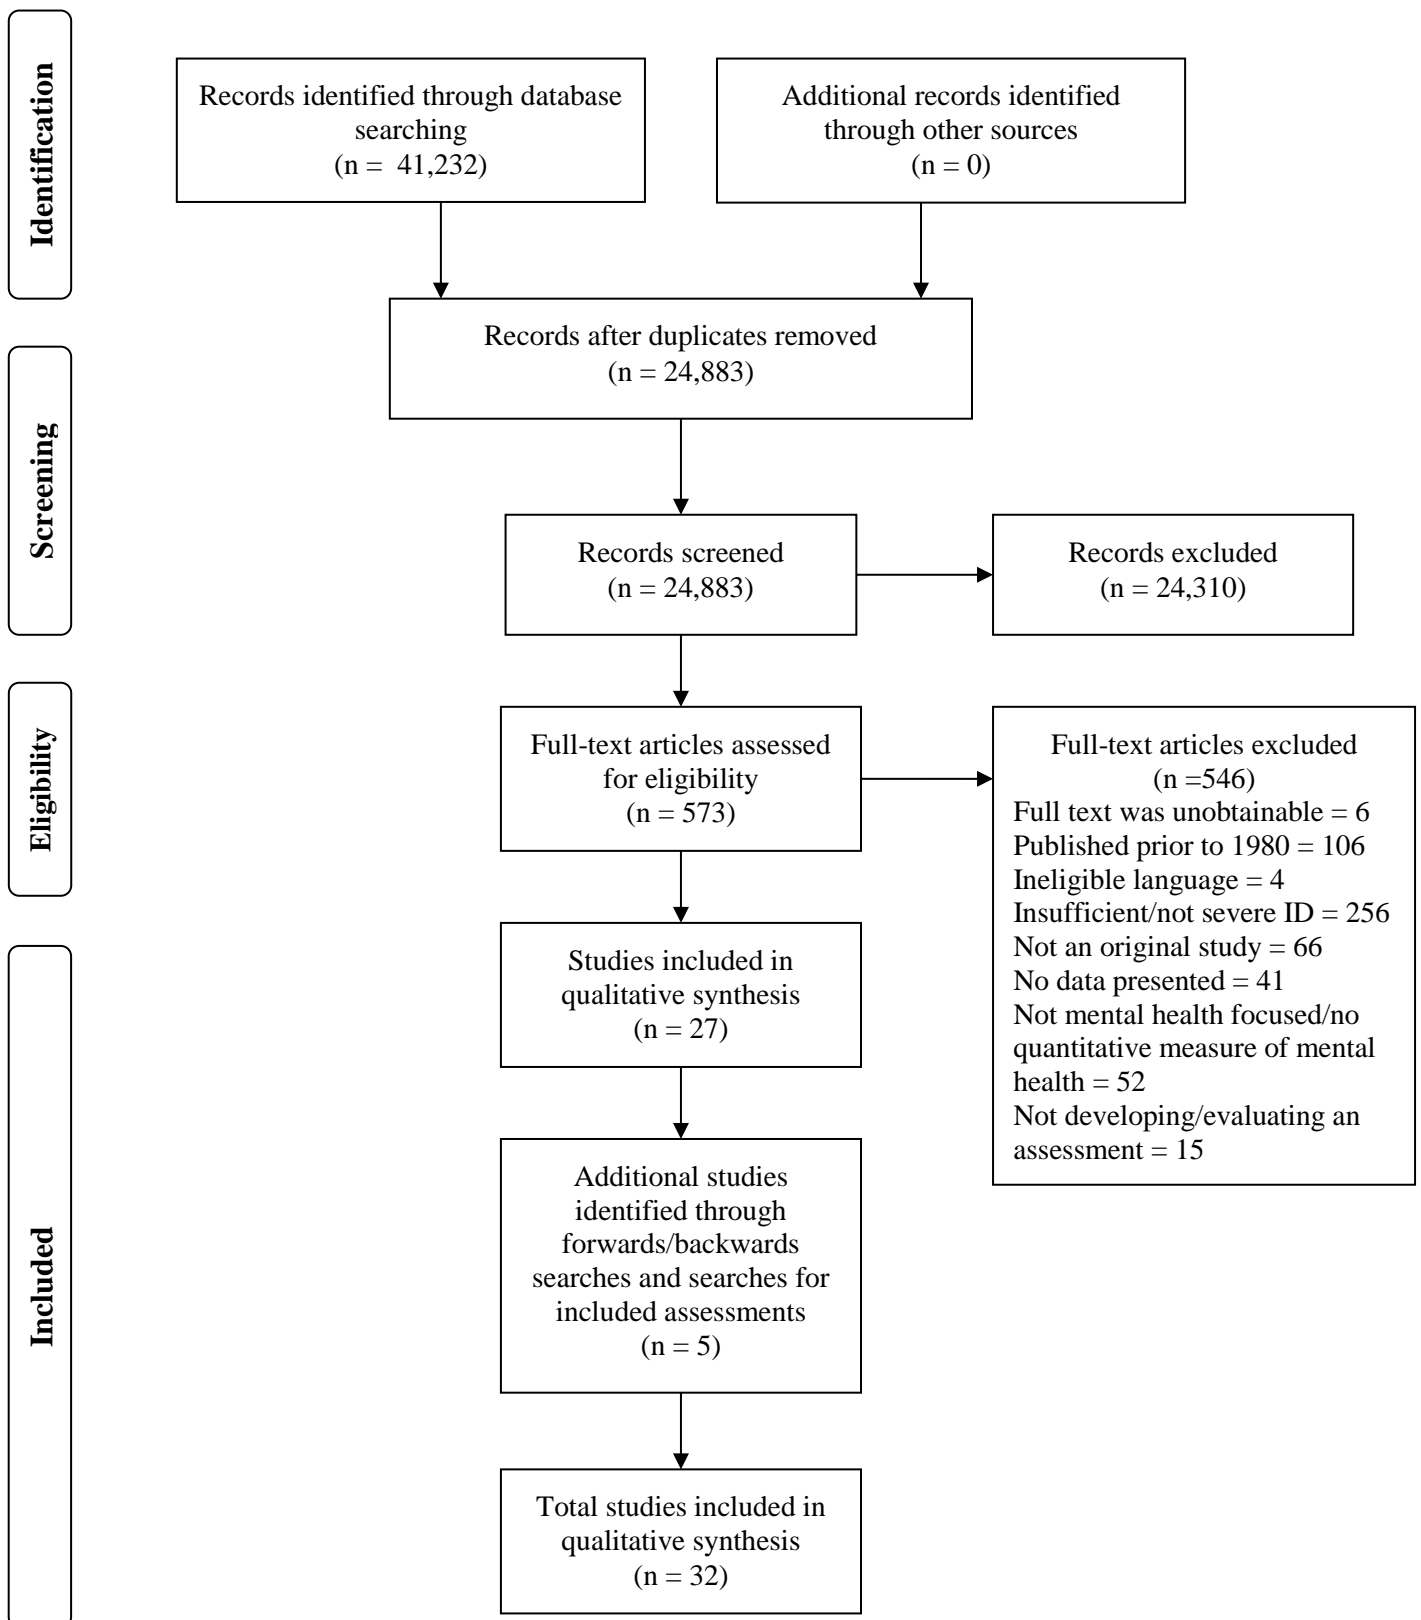 Identification
Records identified through database
searching
(n =  41,232)
Additional records identified
through other sources
(n = 0)
Records after duplicates removed
(n = 24,883)
Screening
Records screened
(n = 24,883)
Records excluded
(n = 24,310)
Eligibility
Full-text articles assessed
for eligibility
(n = 573)
Full-text articles excluded
(n =546)
Full text was unobtainable = 6
Published prior to 1980 = 106
Ineligible language = 4
Insufficient/not severe ID = 256
Not an original study = 66
No data presented = 41
Not mental health focused/no
quantitative measure of mental
health = 52
Not developing/evaluating an
assessment = 15
Included
Studies included in
qualitative synthesis
(n = 27)
Additional studies
identified through
forwards/backwards
searches and searches for
included assessments
(n = 5)
Total studies included in
qualitative synthesis
(n = 32)